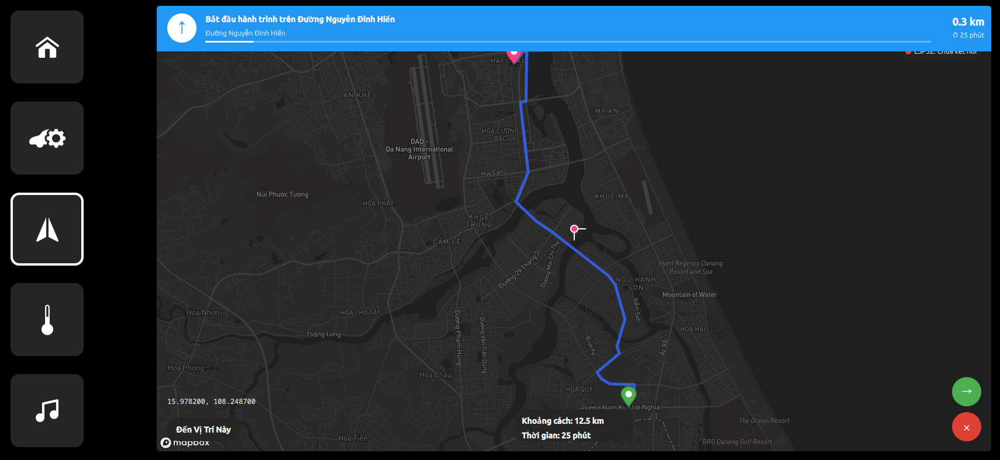 Bắt đầu hành trình trên Đường Nguyễn Đình Hiến
Đường Nguyễn Đình Hiến
0.3 km
25 phút
ESP32: Chưa kết nối
HẢI CHÂU
AN KHÊ
MỸ AN
HÒA CƯỜNG
BẮC
DAD -
Da Nang International
Airport
Huy Can
Núi Phước Tường
HÒA PHÁT
KHUÊ MỸ
KHUÊ
TRUNG
CẨM LỆ
Đường 29 Tháng 3
Đường Mai Chí Thọ
Hyatt Regency Danang
Resort and Spa
NGŨ HÀNH
SƠN
Mountain of Water
Đầm Sen
Hòa Nhơn
HÒA THỌ TÂY
Đường Phạm Hùng
Đường Văn Tiến Dũng
HÒA HẢI
Thăng Long
Bình Kỳ
Ấp Bắc
Hòa Phong
Hòa Châu
HÒA QUÝ
15.978200, 108.248700
Đường Nam Kỳ Khởi Nghĩa
Khoảng cách: 12.5 km
The Ocean Resort
Đến Vị Trí Này
Thời gian: 25 phút
Hòa Tiến
BRG Danang Golf Resort
mapbox